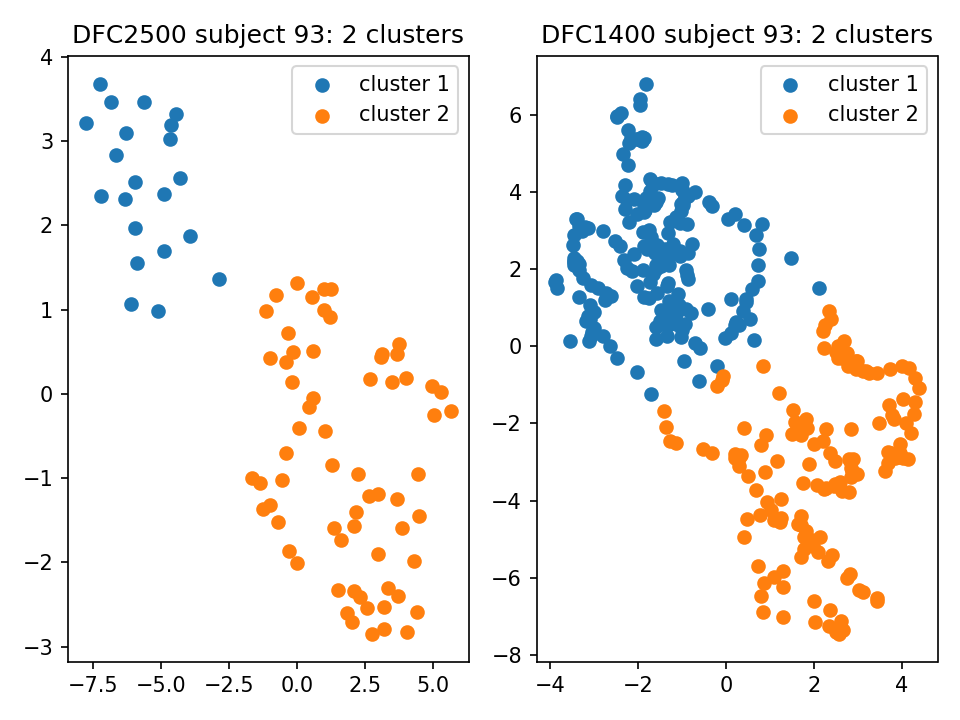 DFC2500 subject 93: 2 clusters
cluster 1
cluster 2
4
3
2
1
0
−1
−2
−3
−7.5 −5.0 −2.5 0.0 2.5 5.0
DFC1400 subject 93: 2 clusters
cluster 1
cluster 2
6
4
2
0
−2
−4
−6
−8
−4 −2 0 2 4